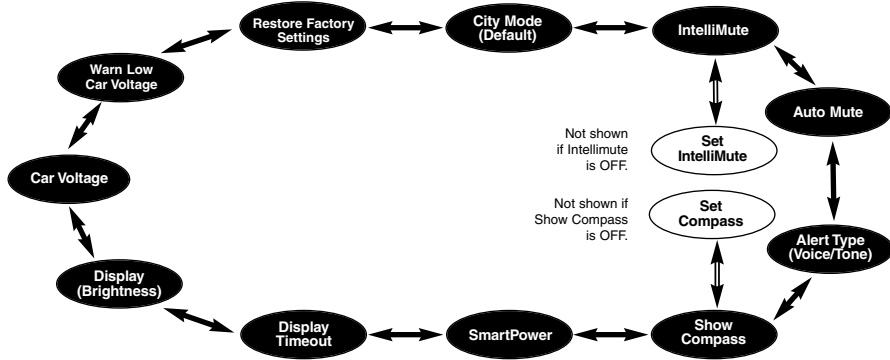 Restore Factory
Settings
City Mode
(Default)
IntelliMute
Warn Low
Car Voltage
Auto Mute
Not shown
if Intellimute
is OFF.
Set
IntelliMute
Car Voltage
Not shown if
Show Compass
is OFF.
Set
Compass
Alert Type
(Voice/Tone)
Display
(Brightness)
Display
Timeout
SmartPower
Show
Compass